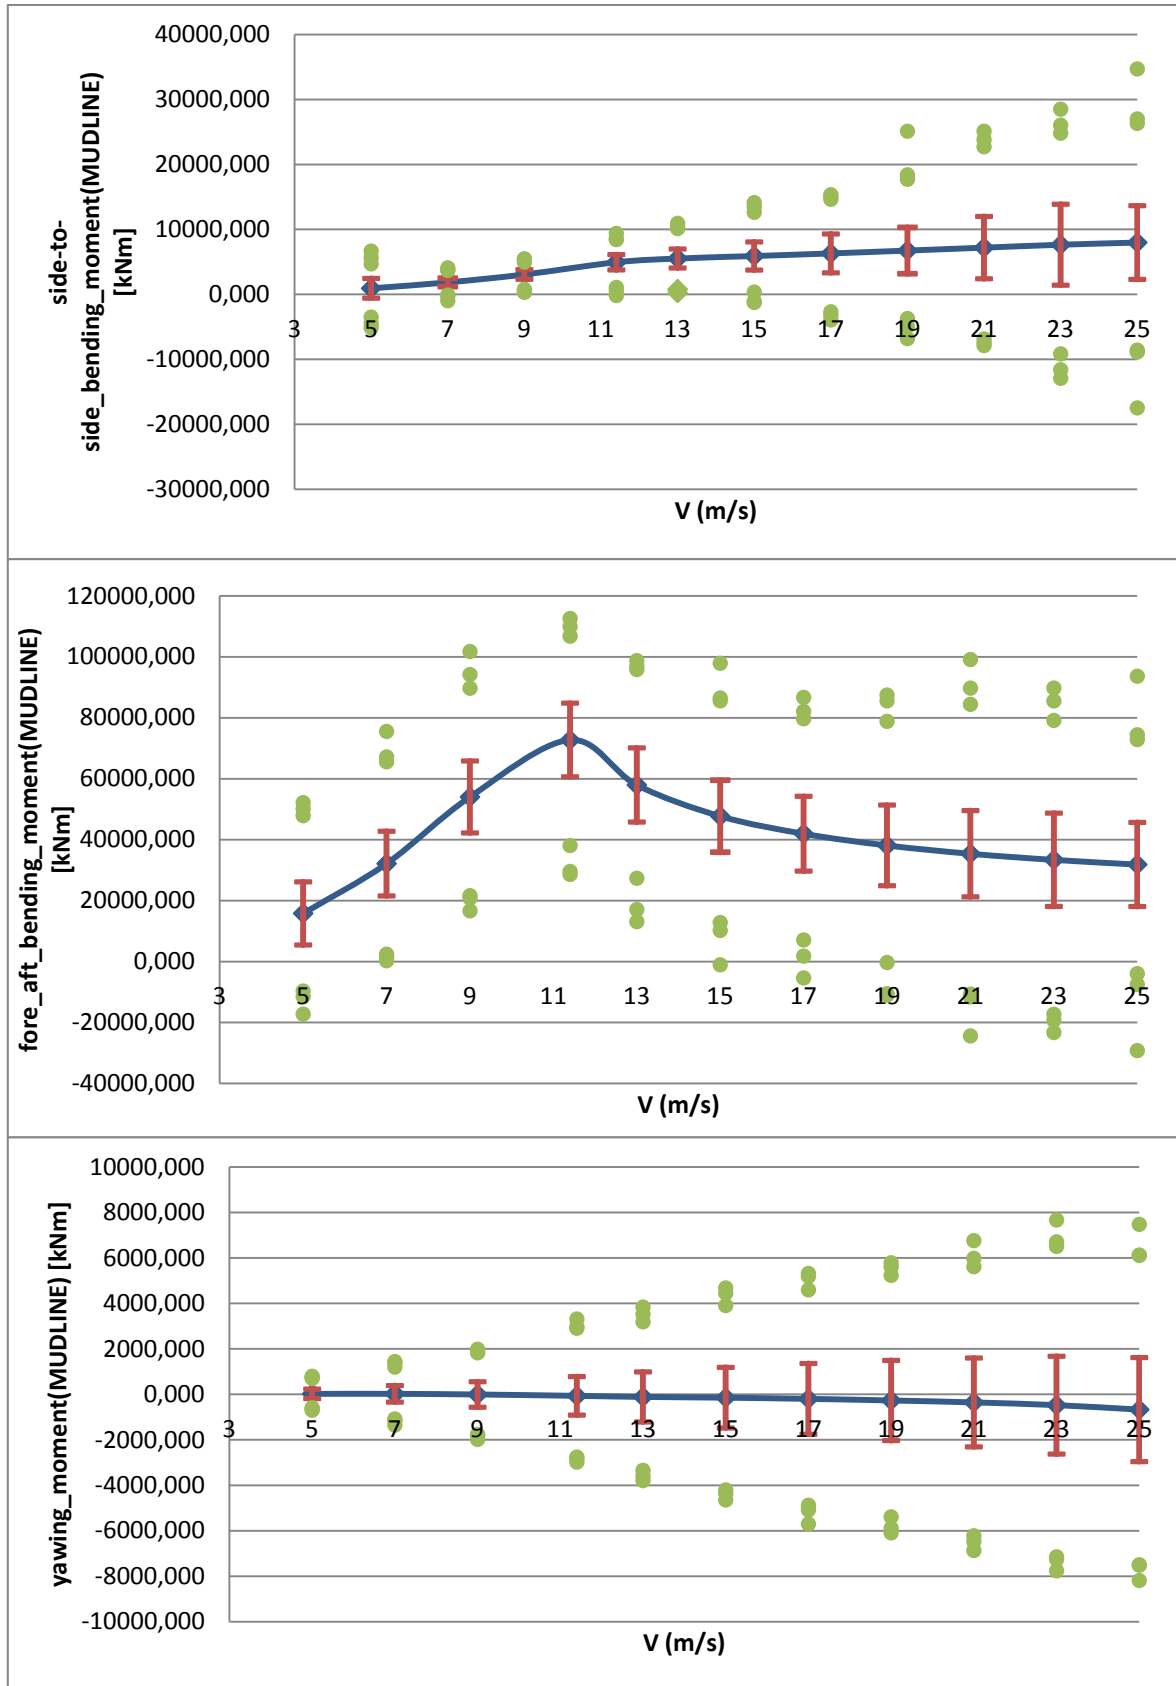 side-to-
side_bending_moment(MUDLINE)
[kNm]
40000,000
30000,000
20000,000
10000,000
0,000
-10000,000
-20000,000
-30000,000
3 5 7 9 11 13 15 17 19 21 23 25
V (m/s)
fore_aft_bending_moment(MUDLINE)
[kNm]
120000,000
100000,000
80000,000
60000,000
40000,000
20000,000
0,000
-20000,000
-40000,000
3 5 7 9 11 13 15 17 19 21 23 25
V (m/s)
yawing_moment(MUDLINE) [kNm]
10000,000
8000,000
6000,000
4000,000
2000,000
0,000
-2000,000
-4000,000
-6000,000
-8000,000
-10000,000
3 5 7 9 11 13 15 17 19 21 23 25
V (m/s)